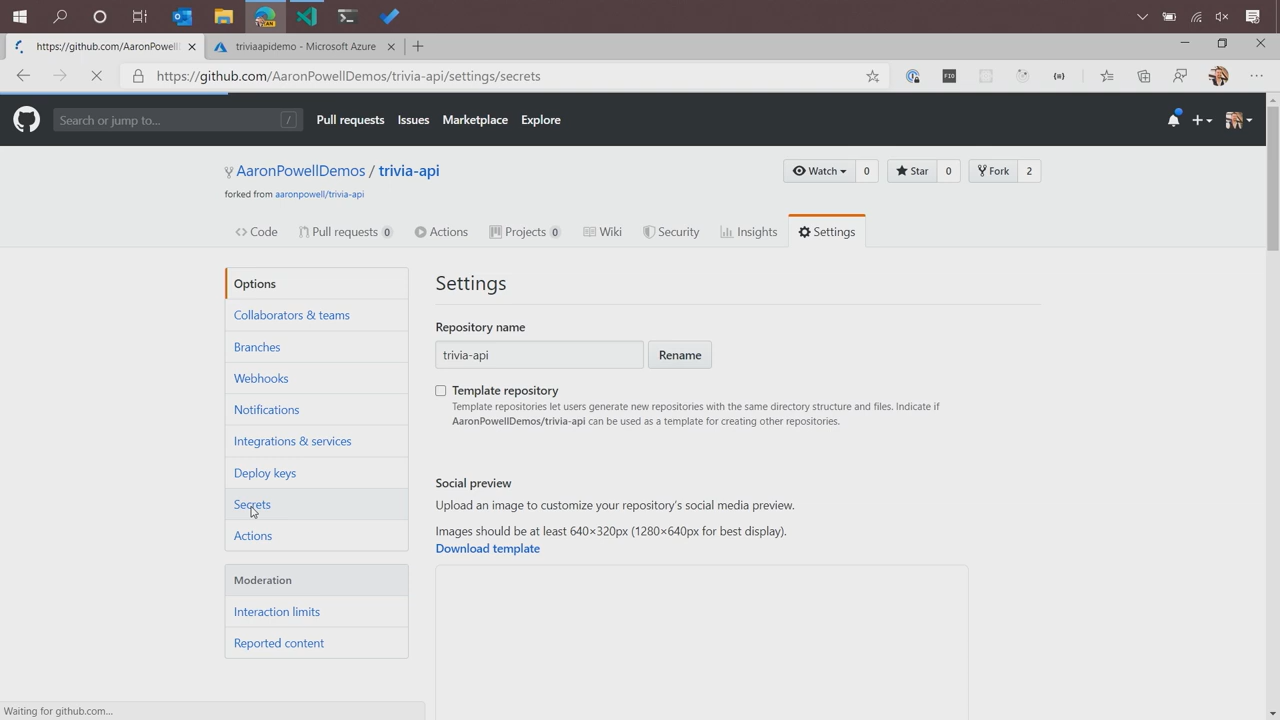 https://github.com/AaronPowellD
triviaapidemo - Microsoft Azure
https://github.com/AaronPowellDemos/trivia-api/settings/secrets
Search or jump to... /
Pull requests Issues Marketplace Explore
AaronPowellDemos / trivia-api
Watch 0 Star 0 Fork 2
forked from aaronpowell/trivia-api
Code Pull requests 0 Actions Projects 0 Wiki Security Insights Settings
Options
Collaborators & teams
Branches
Webhooks
Notifications
Integrations & services
Deploy keys
Secrets
Actions
Moderation
Interaction limits
Reported content
Settings
Repository name
trivia-api Rename
Template repository
Template repositories let users generate new repositories with the same directory structure and files. Indicate if
AaronPowellDemos/trivia-api can be used as a template for creating other repositories.
Social preview
Upload an image to customize your repository's social media preview.
Images should be at least 640×320px (1280×640px for best display).
Download template
Waiting for github.com...